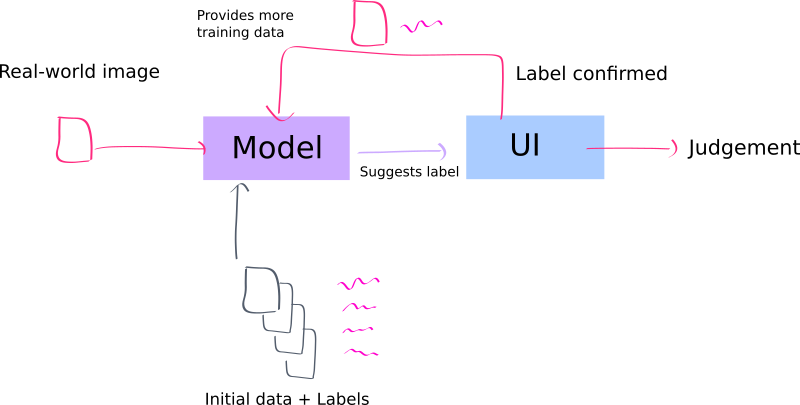 Provides more
training data
Real-world image
Label confirmed
Model
UI
Judgement
Suggests label
Initial data + Labels